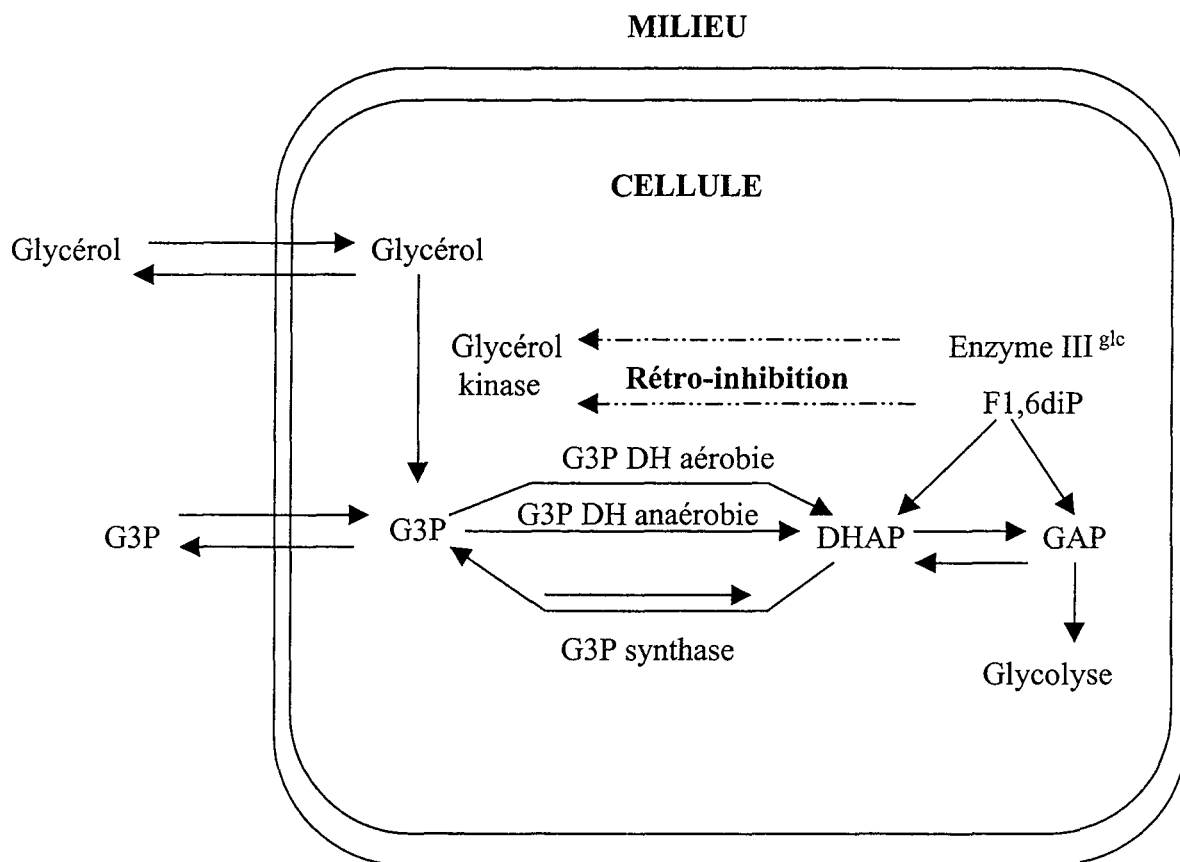 MILIEU
CELLULE
Glycérol
Glycérol
Glycérol
kinase
Rétro-inhibition
Enzyme III glc
F1,6diP
G3P DH aérobie
G3P DH anaérobie
G3P
G3P
DHAP
GAP
G3P synthase
Glycolyse